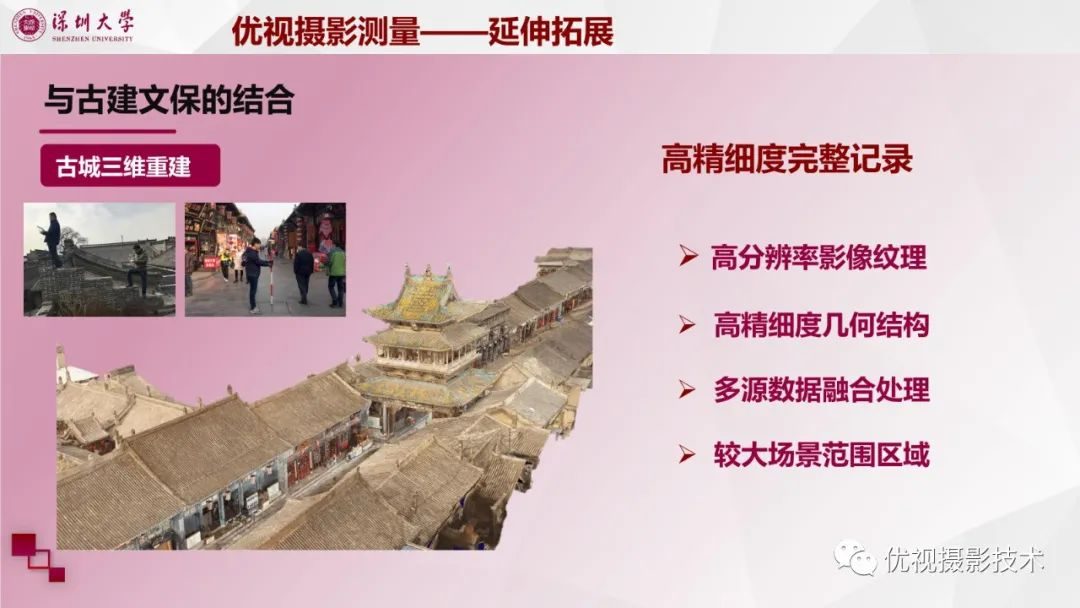 深圳大学
SHENZHEN UNIVERSITY
优视摄影测量——延伸拓展
与古建文保的结合
古城三维重建
高精细度完整记录
高分辨率影像纹理
高精细度几何结构
多源数据融合处理
较大场景范围区域
优视摄影技术